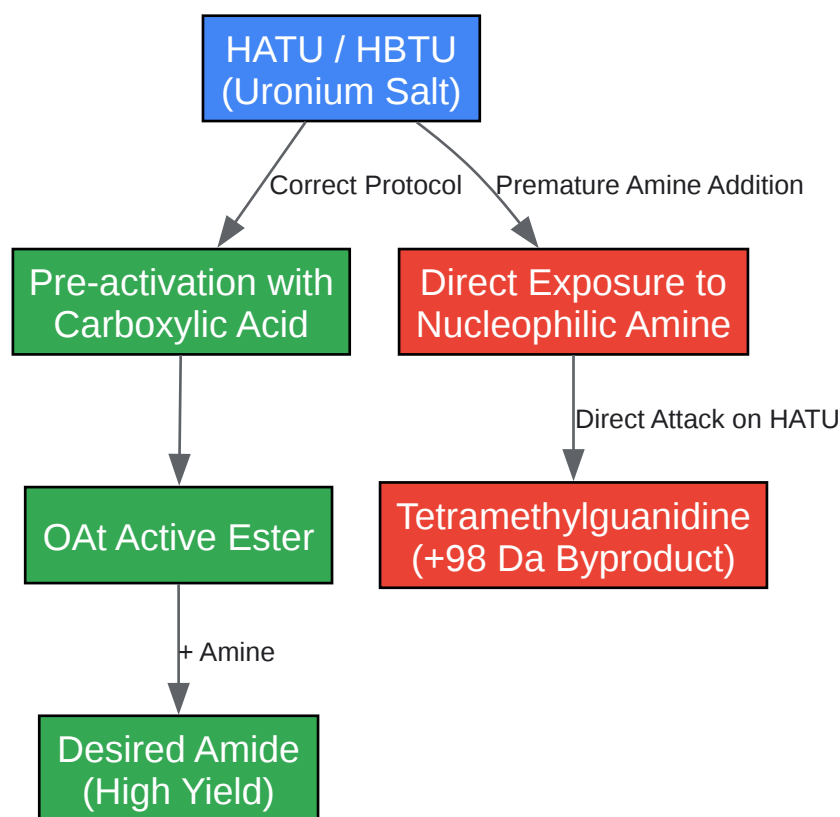 HATU / HBTU
(Uronium Salt)
Correct Protocol
Premature Amine Addition
Pre-activation with
Carboxylic Acid
Direct Exposure to
Nucleophilic Amine
Direct Attack on HATU
OAt Active Ester
Tetramethylguanidine
(+98 Da Byproduct)
+ Amine
Desired Amide
(High Yield)